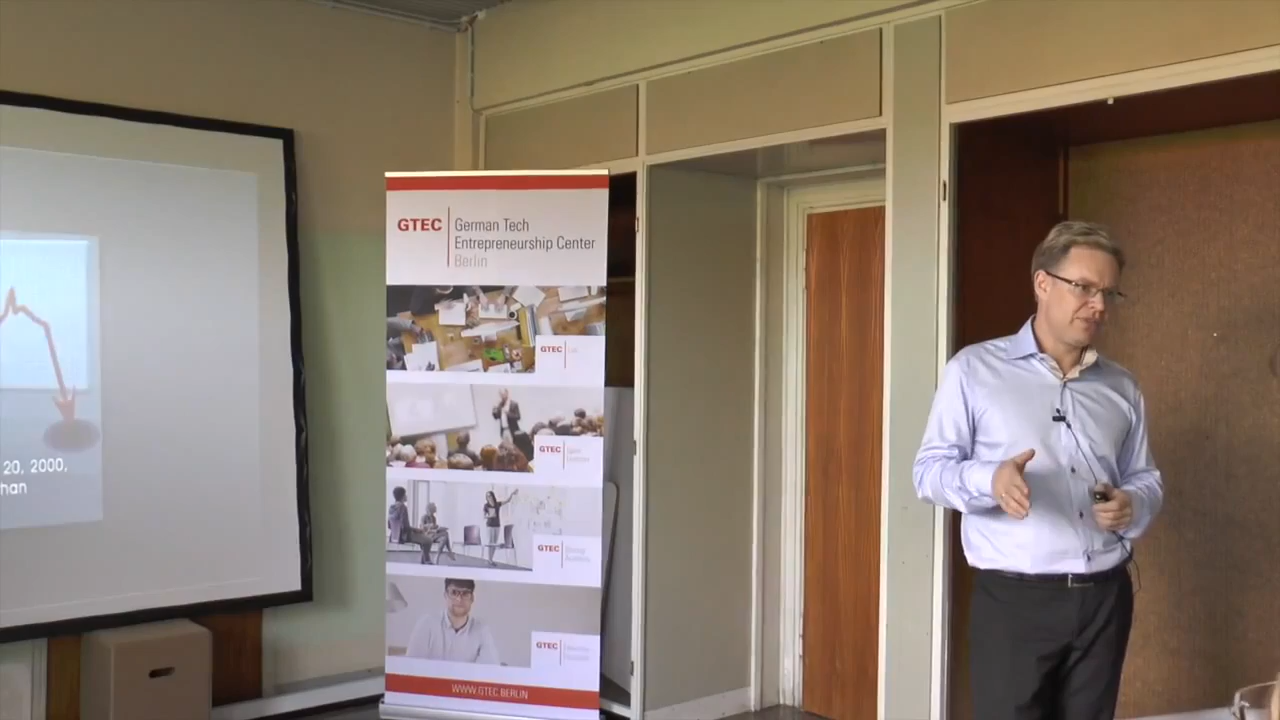 20, 2000,
han
GTEC
German Tech
Entrepreneurship Center
Berlin
GTEC
GTEC
GTEC
GTEC
WWW.GTEC.BERLIN